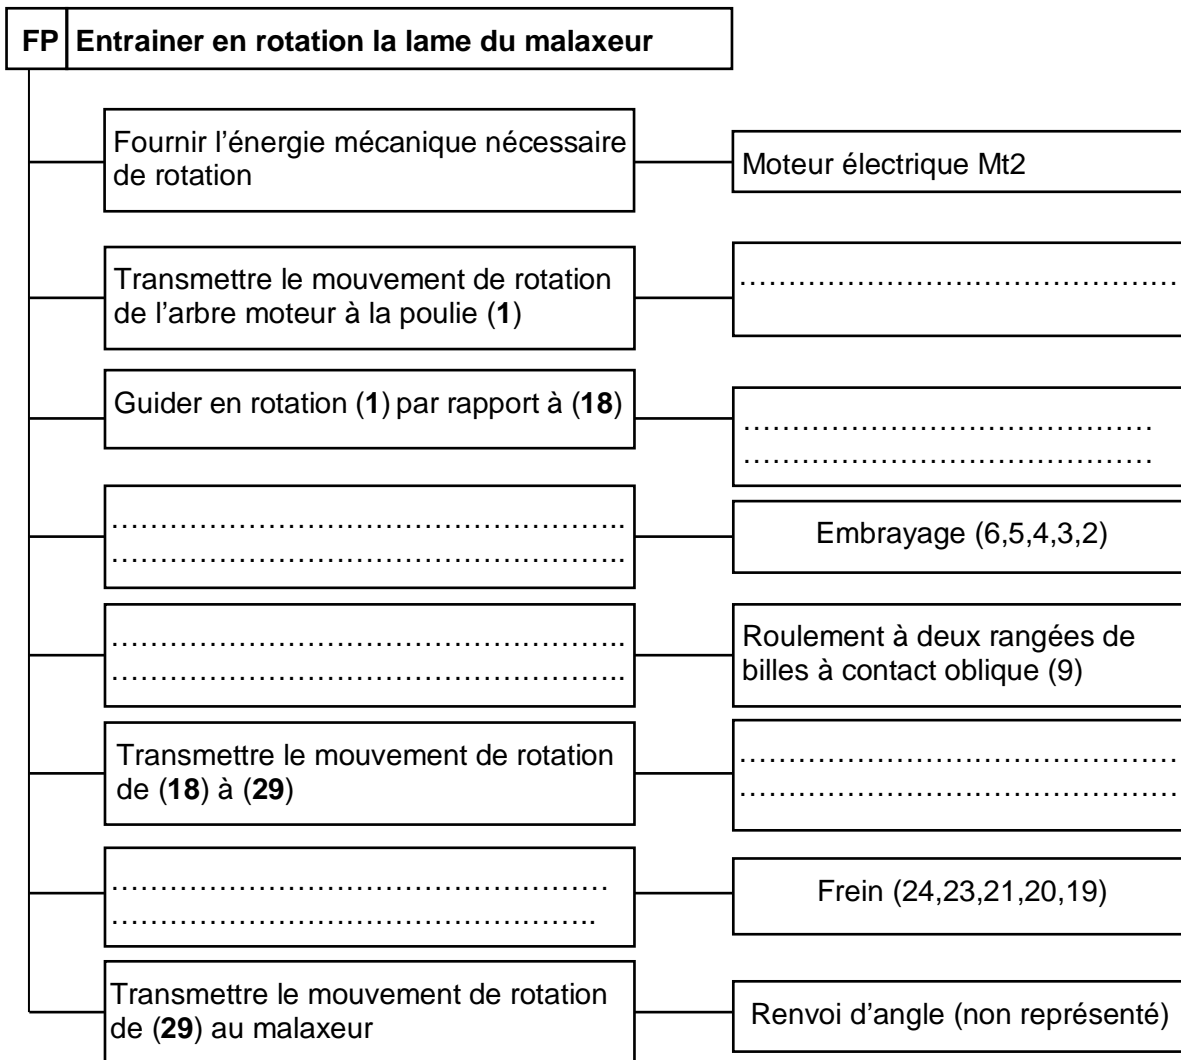 FP Entrainer en rotation la lame du malaxeur
Fournir l’énergie mécanique nécessaire
de rotation
Moteur électrique Mt2
Transmettre le mouvement de rotation
de l’arbre moteur à la poulie (1)
……………………………………………
Guider en rotation (1) par rapport à (18)
……………………………………………
……………………………………………
……………………………………………………..
……………………………………………………..
Embrayage (6,5,4,3,2)
……………………………………………………..
……………………………………………………..
Roulement à deux rangées de
billes à contact oblique (9)
Transmettre le mouvement de rotation
de (18) à (29)
……………………………………………
……………………………………………
……………………………………………………
…………………………………………………..
Frein (24,23,21,20,19)
Transmettre le mouvement de rotation
de (29) au malaxeur
Renvoi d’angle (non représenté)